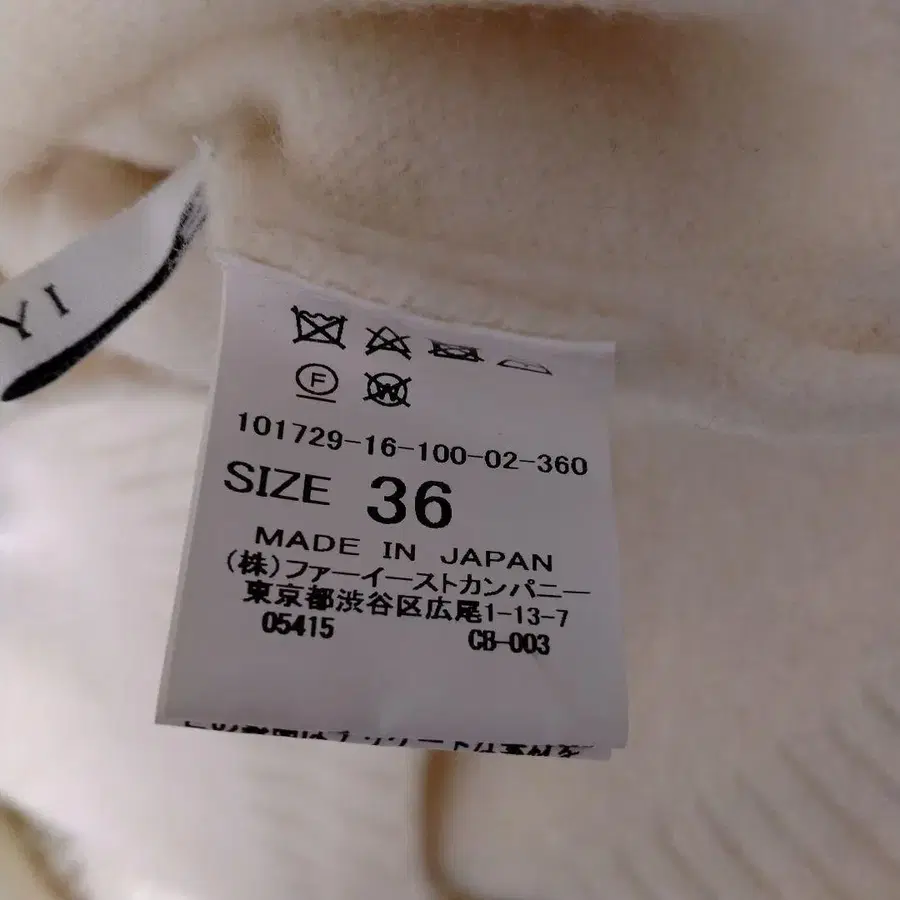 YI
F
W
101729-16-100-02-360
SIZE 36
MADE IN JAPAN
(株)ファーイーストカンパニー
東京都渋谷区広尾1-13-7
05415 CB-003